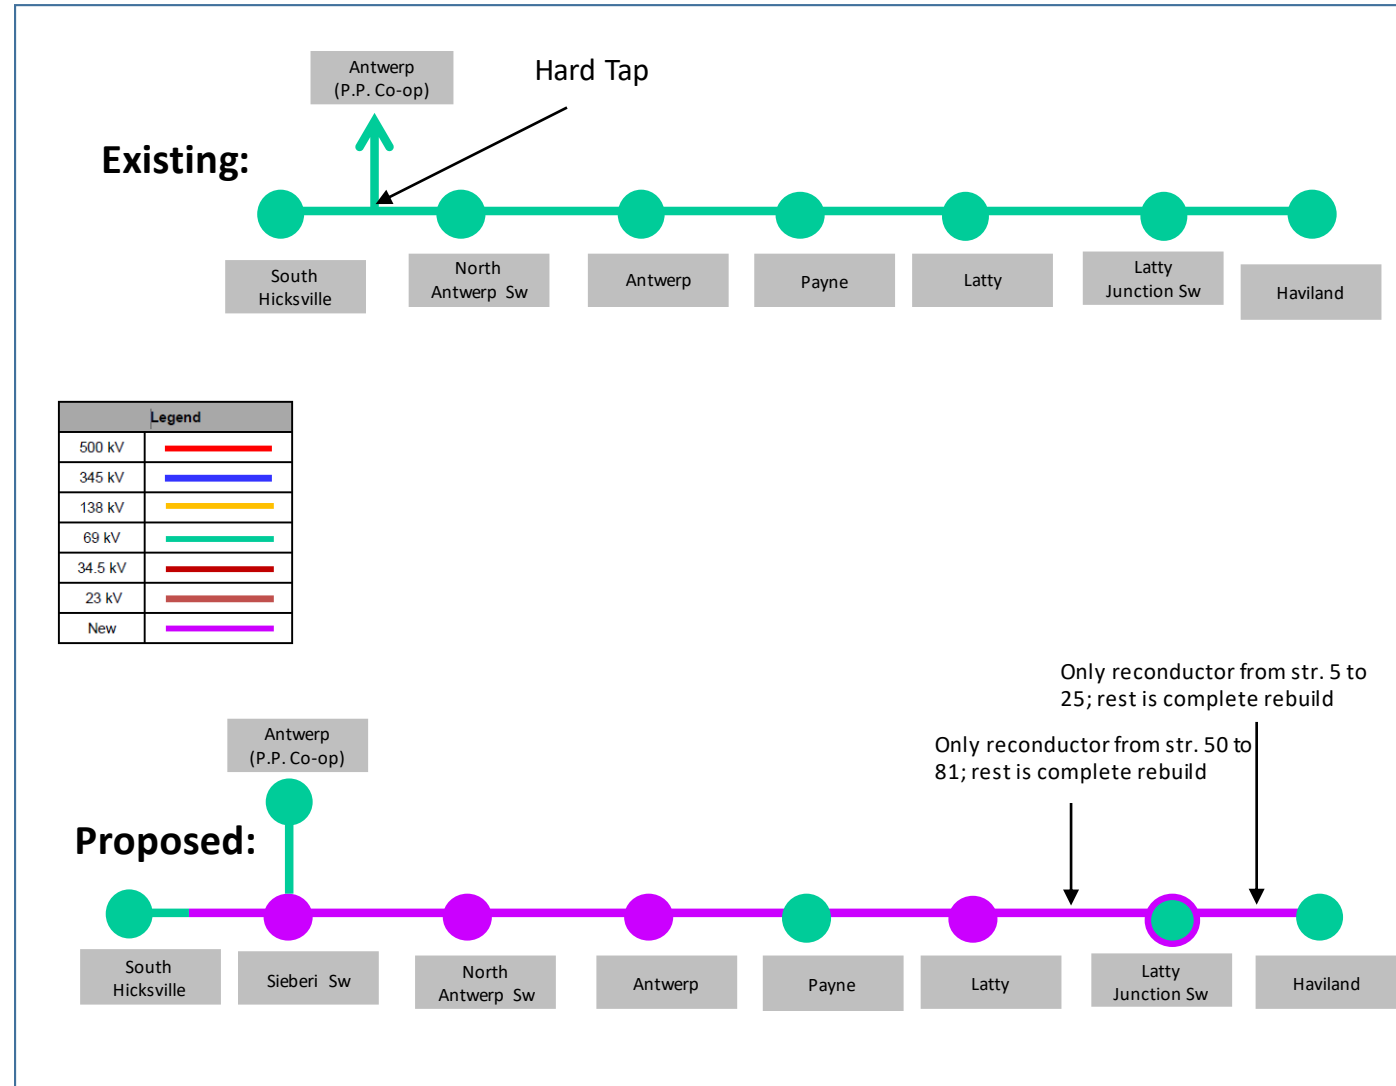 Antwerp
(P.P. Co-op)
Hard Tap
Existing:
South
Hicksville
North
Antwerp Sw
Antwerp
Payne
Latty
Latty
Junction Sw
Haviland
Legend
500 kV
345 kV
138 kV
69 kV
34.5 kV
23 kV
New
Only reconductor from str. 5 to
25; rest is complete rebuild
Only reconductor from str. 50 to
81; rest is complete rebuild
Antwerp
(P.P. Co-op)
Proposed:
South
Hicksville
Sieberi Sw
North
Antwerp Sw
Antwerp
Payne
Latty
Latty
Junction Sw
Haviland